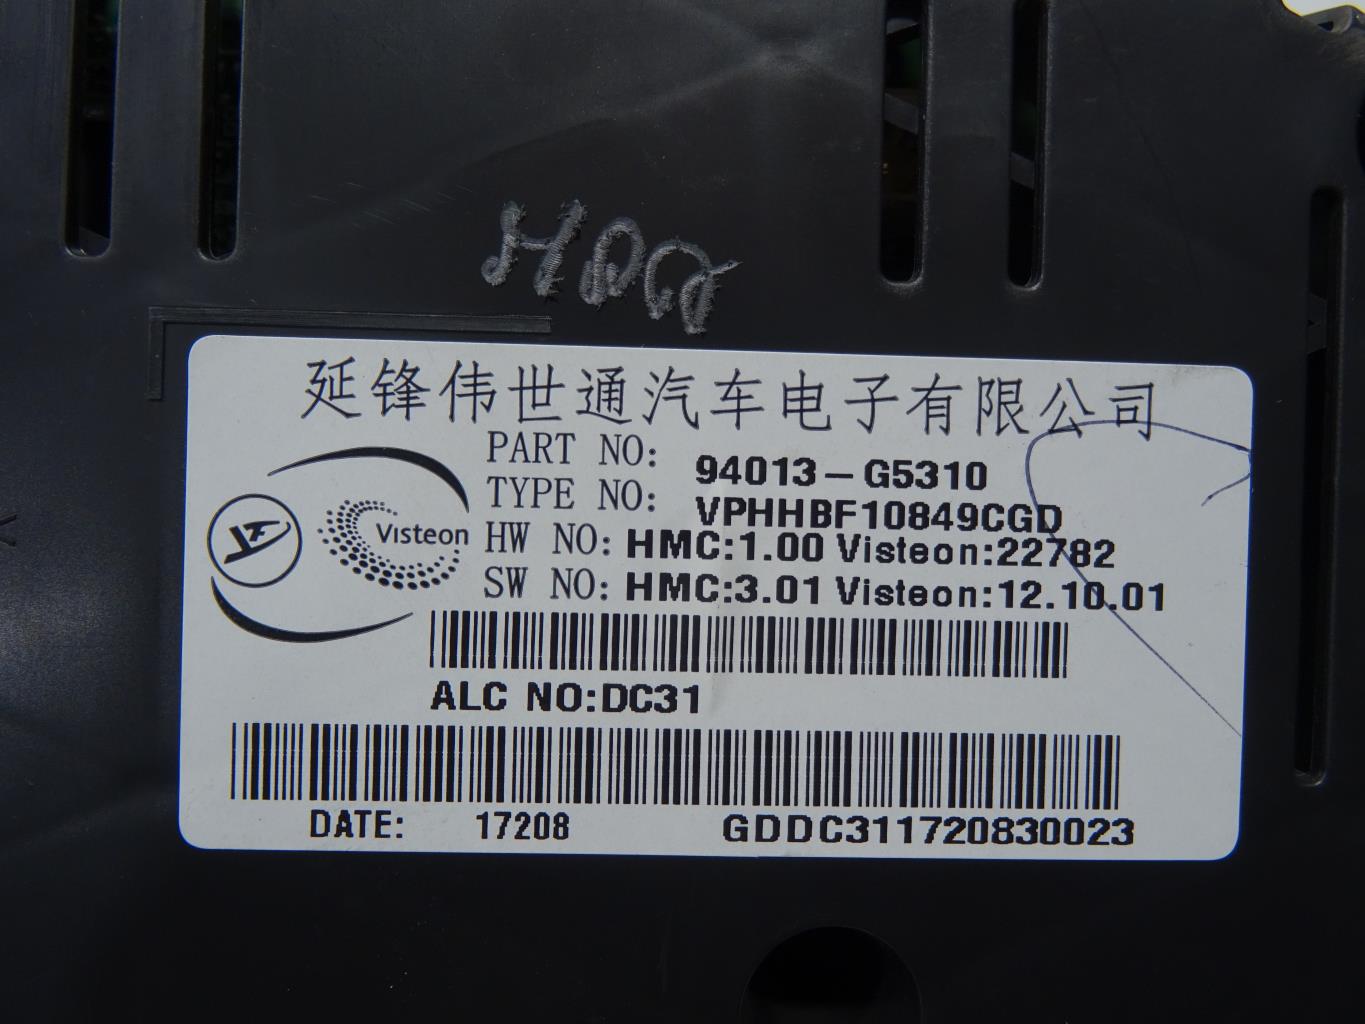 延锋伟世通汽车电子有限公司
PART NO: 94013-G5310
TYPE NO: VPHHBF10849CGD
HW NO: HMC:1.00 Visteon:22782
SW NO: HMC:3.01 Visteon:12.10.01
Visteon
ALC NO:DC31
DATE: 17208 GDDC311720830023